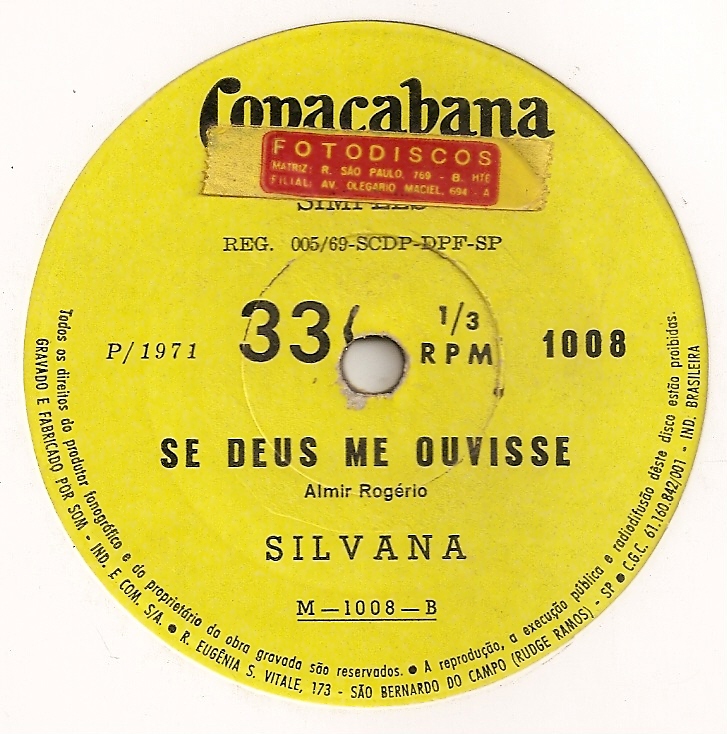 Copacabana
FOTODISCOS
MATRIZ: R. SÃO PAULO, 769 - B. HTE
FILIAL: AV. OLEGARIO MACIEL, 694 - A
SIMPLES
REG. 005/69-SCDP-DPF-SP
P/1971
33 1/3
RPM
1008
SE DEUS ME OUVISSE
Almir Rogério
SILVANA
M—1008—B
Todos os direitos do produtor fonográfico e do proprietário da obra gravada são reservados. ● A reprodução, a execução pública e radiodifusão dêste disco estão proibidas.
GRAVADO E FABRICADO POR SOM - IND. E COM. S/A. ● R. EUGÊNIA S. VITALE, 173 - SÃO BERNARDO DO CAMPO (RUDGE RAMOS) - SP ● C.G.C. 61.160.842/001 - IND. BRASILEIRA